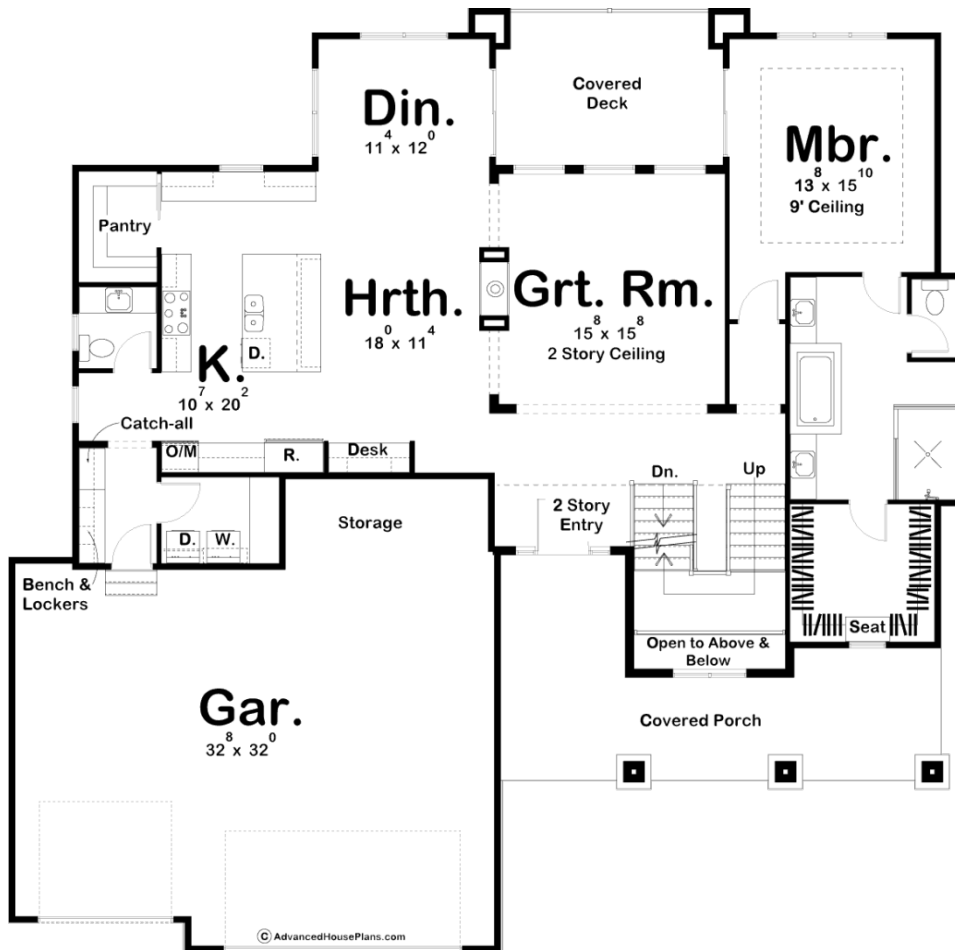 Covered
Deck
Din.
11⁴ x 12⁰
Mbr.
13⁸ x 15¹⁰
9' Ceiling
Pantry
Hrth.
18⁰ x 11⁴
Grt. Rm.
15⁸ x 15⁸
2 Story Ceiling
D.
K.
10⁷ x 20²
Catch-all
O/M
R.
Desk
Dn.
Up
2 Story
Entry
Storage
D.
W.
Bench &
Lockers
Seat
Open to Above &
Below
Gar.
32⁸ x 32⁰
Covered Porch
© AdvancedHousePlans.com